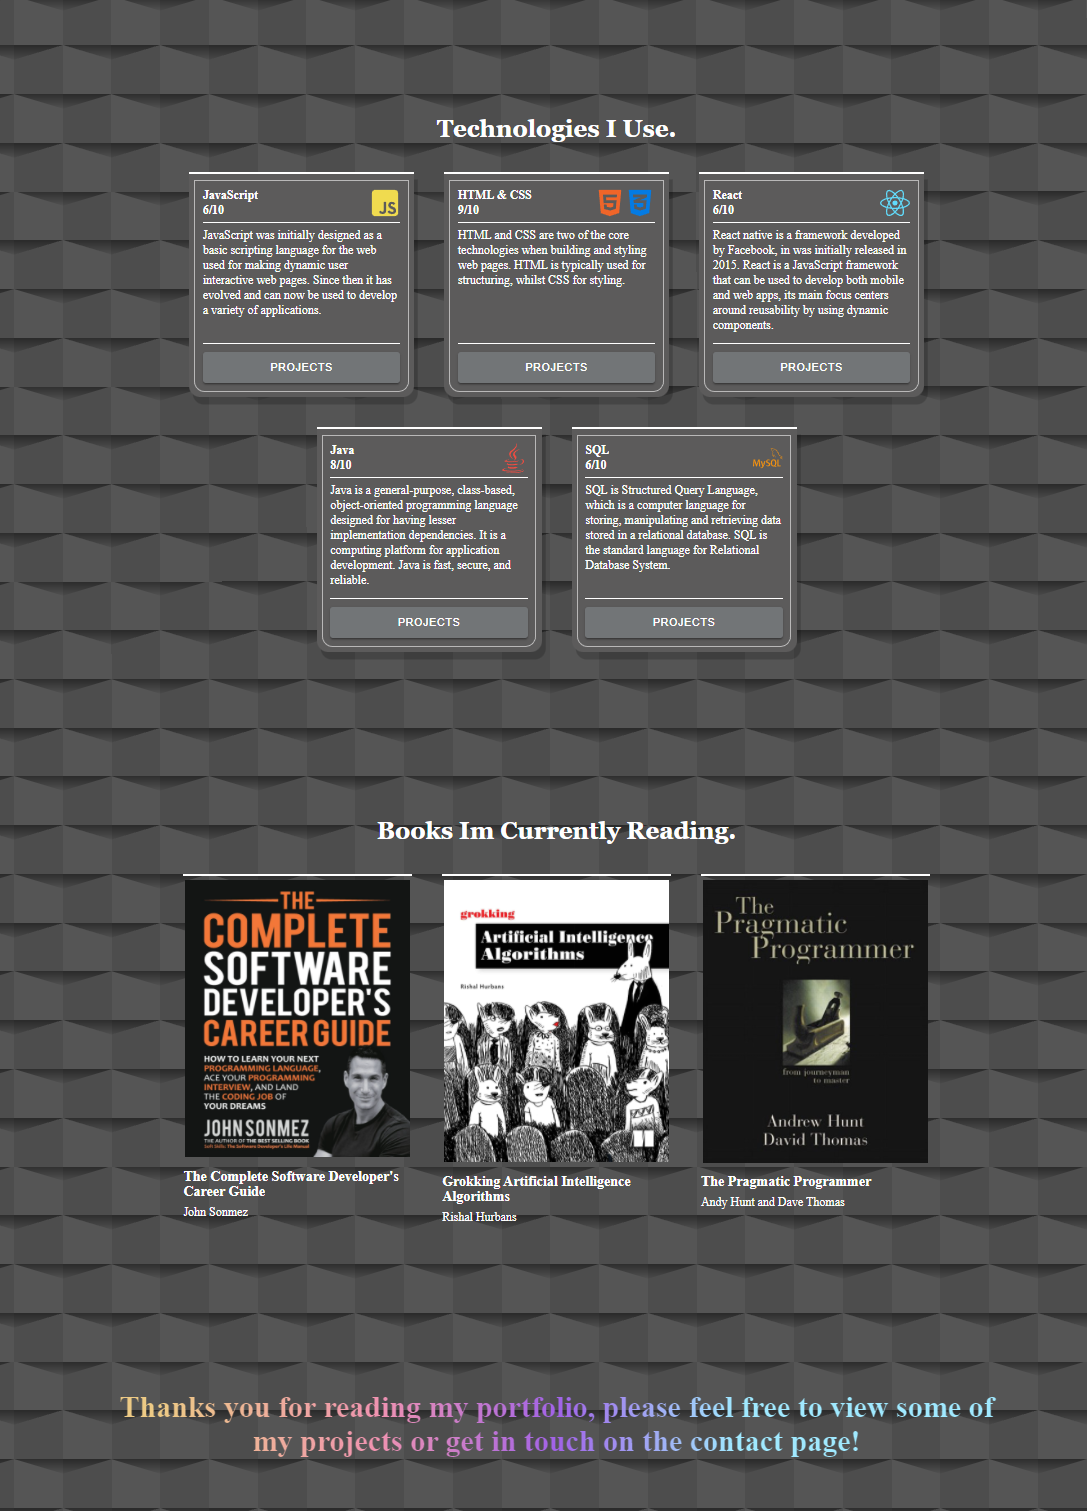 Technologies I Use.
JavaScript
6/10
JS
JavaScript was initially designed as a
basic scripting language for the web
used for making dynamic user
interactive web pages. Since then it has
evolved and can now be used to develop
a variety of applications.
PROJECTS
HTML & CSS
9/10
5
3
HTML and CSS are two of the core
technologies when building and styling
web pages. HTML is typically used for
structuring, whilst CSS for styling.
PROJECTS
React
6/10
React native is a framework developed
by Facebook, in was initially released in
2015. React is a JavaScript framework
that can be used to develop both mobile
and web apps, its main focus centers
around reusability by using dynamic
components.
PROJECTS
Java
8/10
Java is a general-purpose, class-based,
object-oriented programming language
designed for having lesser
implementation dependencies. It is a
computing platform for application
development. Java is fast, secure, and
reliable.
PROJECTS
SQL
6/10
MySQL
SQL is Structured Query Language,
which is a computer language for
storing, manipulating and retrieving data
stored in a relational database. SQL is
the standard language for Relational
Database System.
PROJECTS
Books Im Currently Reading.
THE
COMPLETE
SOFTWARE
DEVELOPER'S
CAREER GUIDE
HOW TO LEARN YOUR NEXT
PROGRAMMING LANGUAGE,
ACE YOUR PROGRAMMING
INTERVIEW, AND LAND
THE CODING JOB OF
YOUR DREAMS
JOHN SONMEZ
THE AUTHOR OF THE BEST SELLING BOOK
Soft Skills: The Software Developer's Life Manual
The Complete Software Developer's
Career Guide
John Sonmez
grokking
Artificial Intelligence
Algorithms
Rishal Hurbans
Grokking Artificial Intelligence
Algorithms
Rishal Hurbans
The
Pragmatic
Programmer
from journeyman
to master
Andrew Hunt
David Thomas
The Pragmatic Programmer
Andy Hunt and Dave Thomas
Thanks you for reading my portfolio, please feel free to view some of
my projects or get in touch on the contact page!